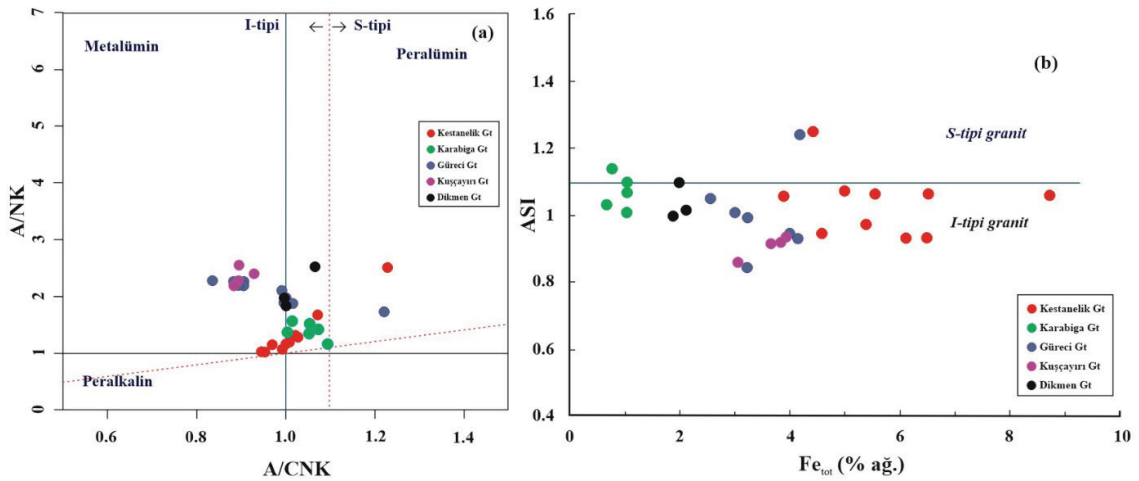 I-tipi ← → S-tipi
(a)
Metalümin
Peralümin
Kestanelik Gt
Karabiga Gt
Güreci Gt
Kuşçayırı Gt
Dikmen Gt
Peralkalin
A/NK
0
1
2
3
4
5
6
7
0.6
0.8
1.0
1.2
1.4
A/CNK
(b)
S-tipi granit
I-tipi granit
Kestanelik Gt
Karabiga Gt
Güreci Gt
Kuşçayırı Gt
Dikmen Gt
ASI
1.6
1.4
1.2
1
0.8
0.6
0.4
0
2
4
6
8
10
Fetot (% ağ.)